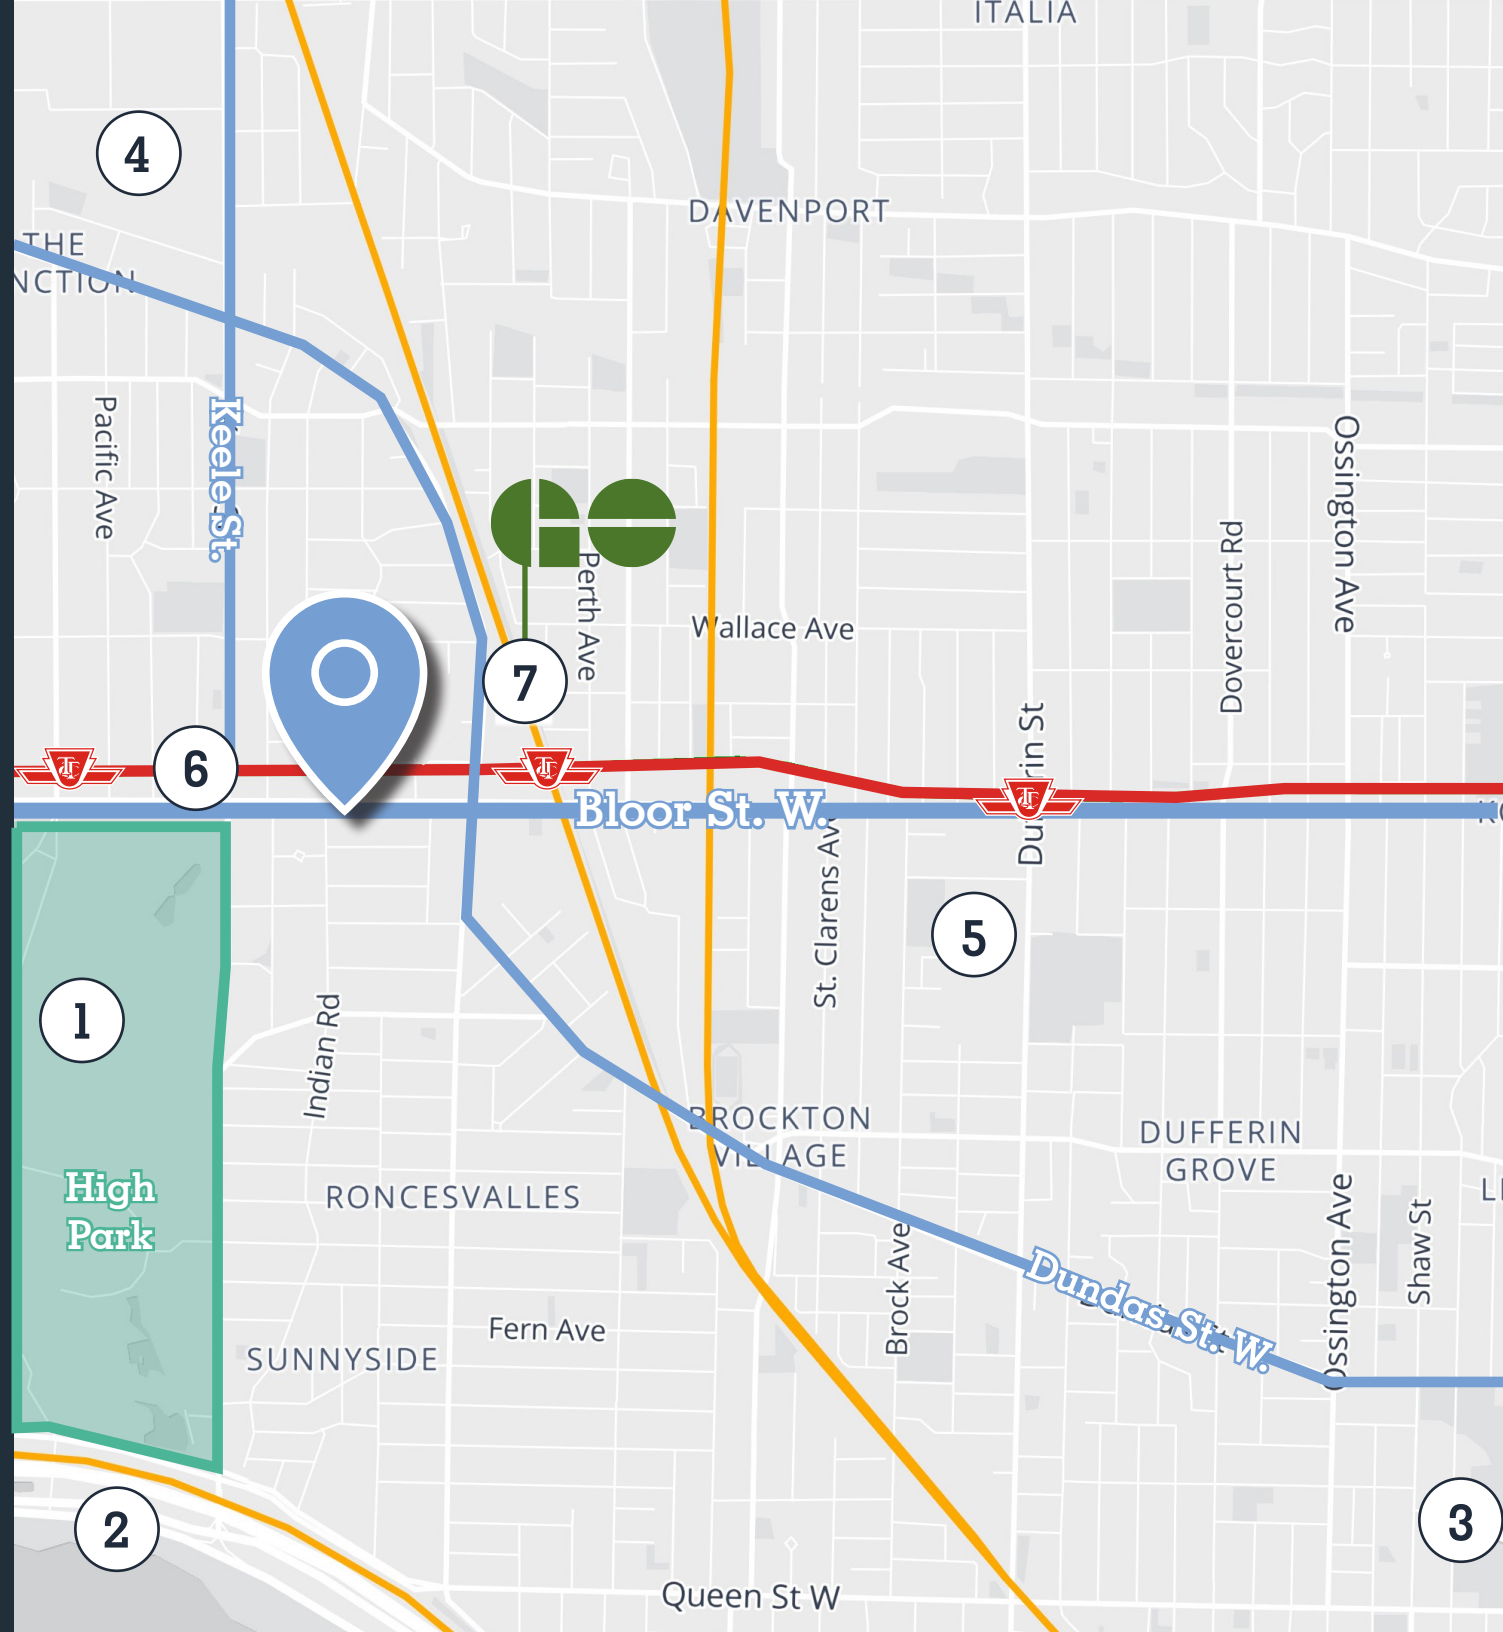 ITALIA
4
DAVENPORT
THE
NCTION
Pacific Ave
Keele St.
Perth Ave
Wallace Ave
Dovercourt Rd
Ossington Ave
7
6
Bloor St. W.
St. Clarens Av
5
1
Indian Rd
High
Park
BROCKTON
VILLAGE
DUFFERIN
GROVE
RONCESVALLES
Brock Ave
Dundas St. W.
Ossington Ave
Shaw St
Fern Ave
SUNNYSIDE
2
3
Queen St W